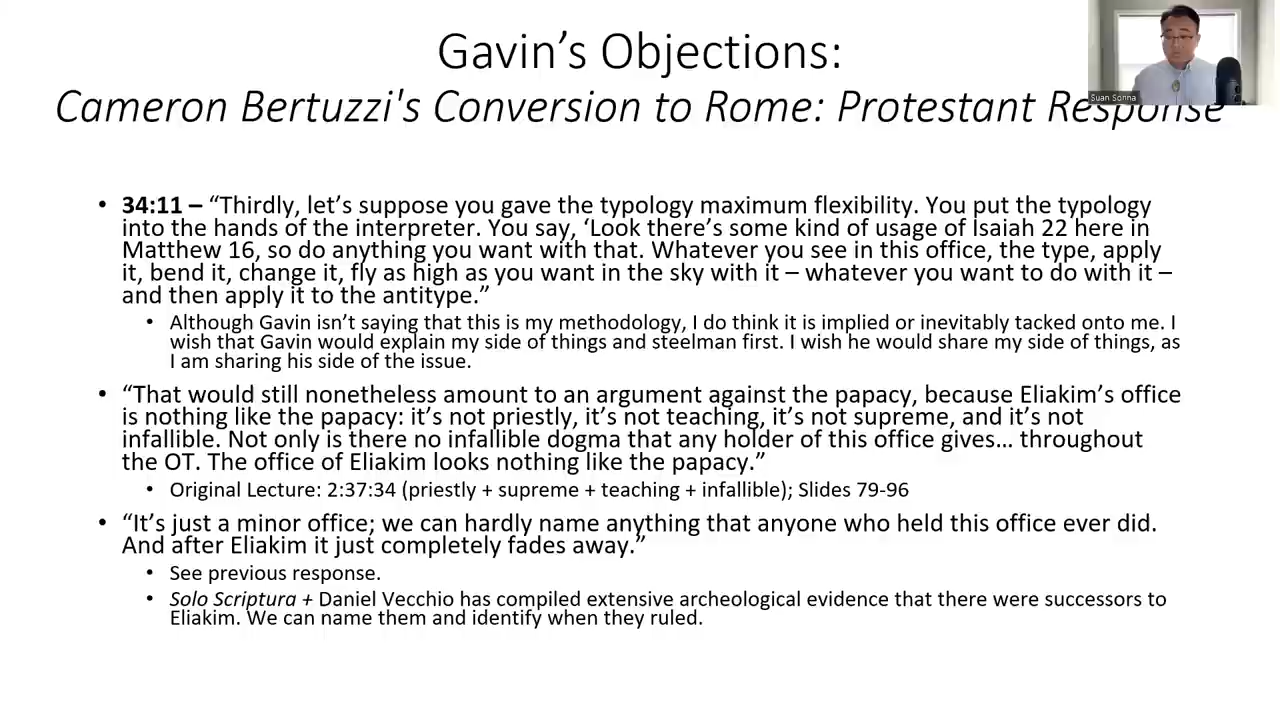 Gavin’s Objections:
Cameron Bertuzzi's Conversion to Rome: Protestant Response
Suan Sonna
• 34:11 – “Thirdly, let’s suppose you gave the typology maximum flexibility. You put the typology
into the hands of the interpreter. You say, ‘Look there’s some kind of usage of Isaiah 22 here in
Matthew 16, so do anything you want with that. Whatever you see in this office, the type, apply
it, bend it, change it, fly as high as you want in the sky with it – whatever you want to do with it –
and then apply it to the antitype.”
• Although Gavin isn’t saying that this is my methodology, I do think it is implied or inevitably tacked onto me. I
wish that Gavin would explain my side of things and steelman first. I wish he would share my side of things, as
I am sharing his side of the issue.
• “That would still nonetheless amount to an argument against the papacy, because Eliakim’s office
is nothing like the papacy: it’s not priestly, it’s not teaching, it’s not supreme, and it’s not
infallible. Not only is there no infallible dogma that any holder of this office gives… throughout
the OT. The office of Eliakim looks nothing like the papacy.”
• Original Lecture: 2:37:34 (priestly + supreme + teaching + infallible); Slides 79-96
• “It’s just a minor office; we can hardly name anything that anyone who held this office ever did.
And after Eliakim it just completely fades away.”
• See previous response.
• Solo Scriptura + Daniel Vecchio has compiled extensive archeological evidence that there were successors to
Eliakim. We can name them and identify when they ruled.